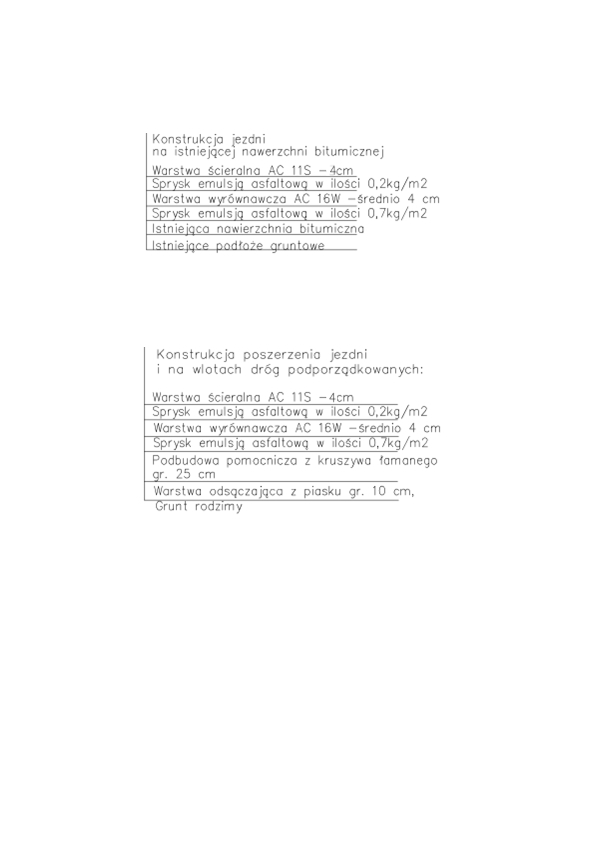 Konstrukcja jezdni
na istniejącej nawerzchni bitumicznej
Warstwa ścieralna AC 11S -4cm
Sprysk emulsją asfaltową w ilości 0,2kg/m2
Warstwa wyrównawcza AC 16W -średnio 4 cm
Sprysk emulsją asfaltową w ilości 0,7kg/m2
Istniejąca nawierzchnia bitumiczna
Istniejące podłoże gruntowe
Konstrukcja poszerzenia jezdni
i na wlotach dróg podporządkowanych:
Warstwa ścieralna AC 11S -4cm
Sprysk emulsją asfaltową w ilości 0,2kg/m2
Warstwa wyrównawcza AC 16W -średnio 4 cm
Sprysk emulsją asfaltową w ilości 0,7kg/m2
Podbudowa pomocnicza z kruszywa łamanego
gr. 25 cm
Warstwa odsączająca z piasku gr. 10 cm,
Grunt rodzimy